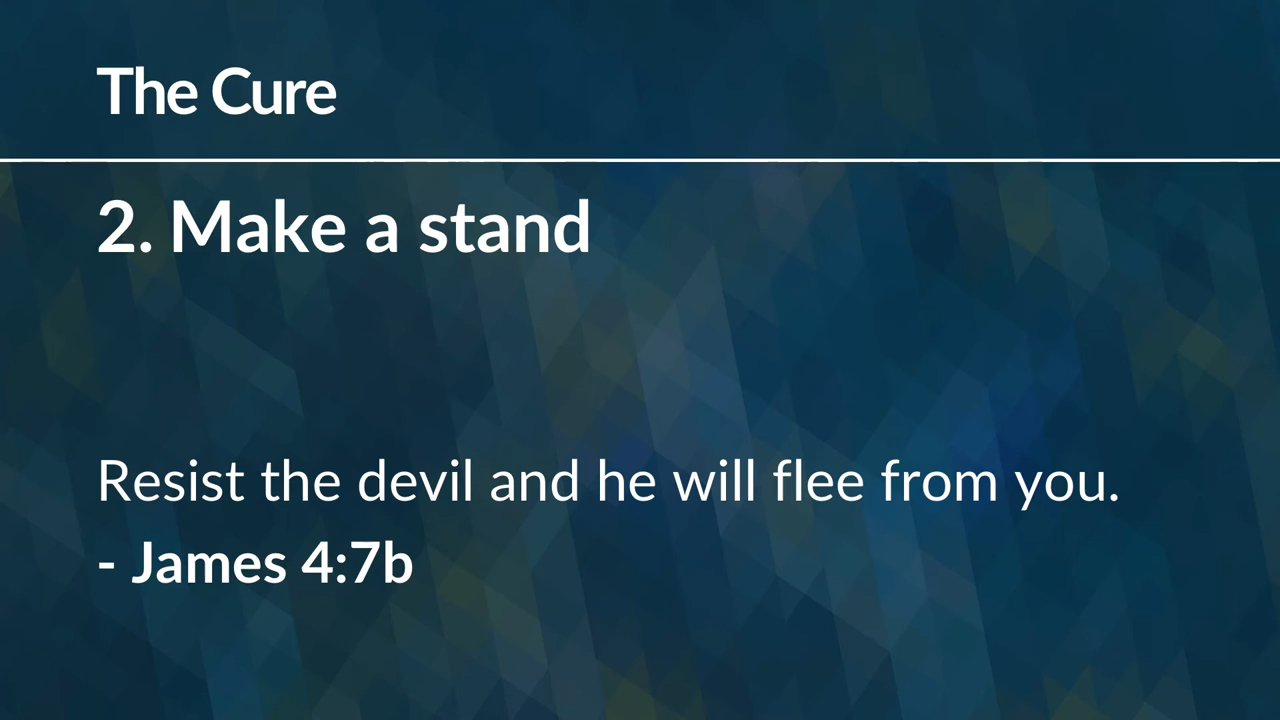 The Cure
2. Make a stand
Resist the devil and he will flee from you.
- James 4:7b